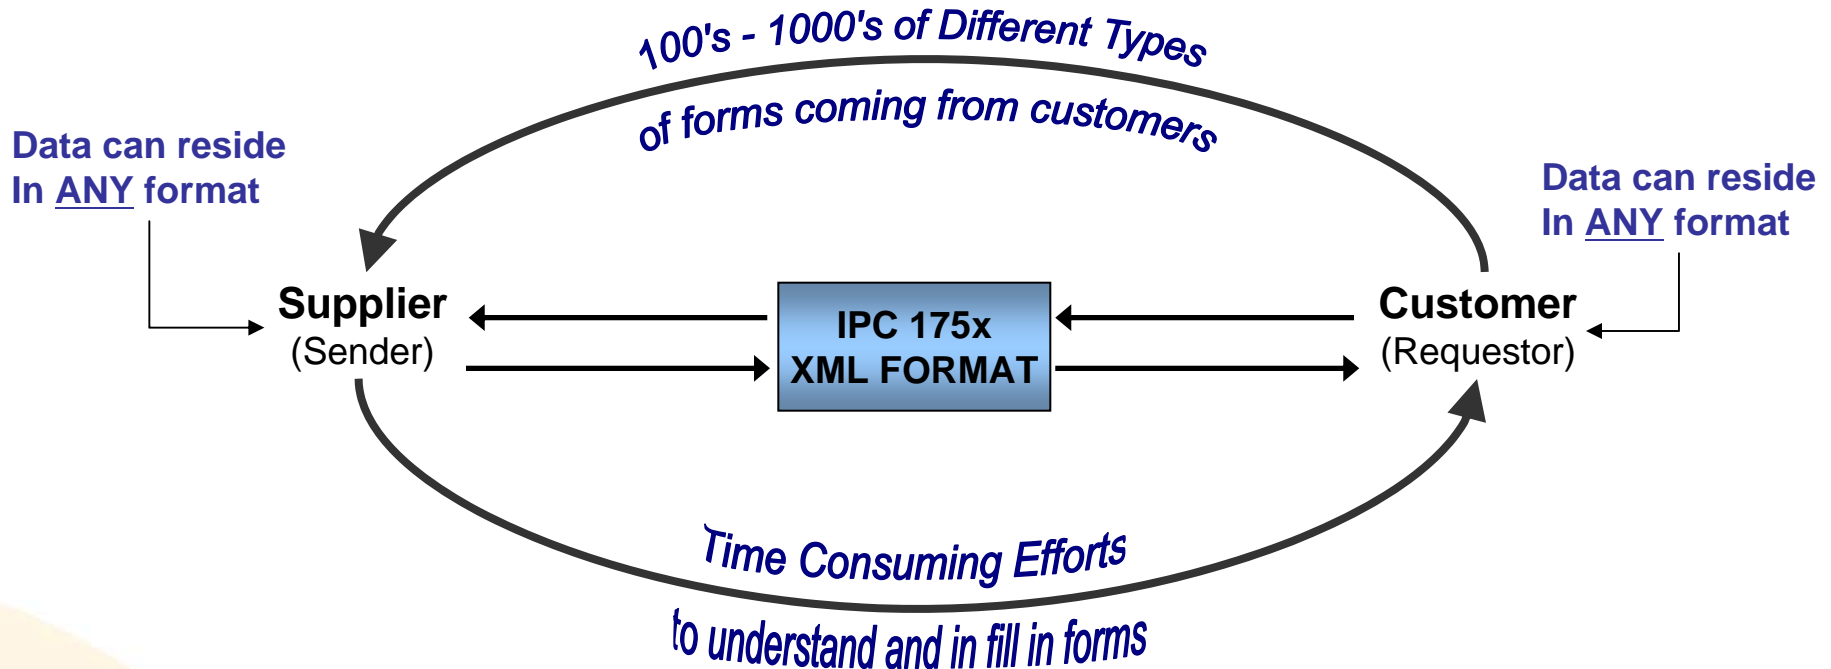 100's - 1000's of Different Types
of forms coming from customers
Data can reside
In ANY format
Data can reside
In ANY format
Supplier
(Sender)
IPC 175x
XML FORMAT
Customer
(Requestor)
Time Consuming Efforts
to understand and in fill in forms